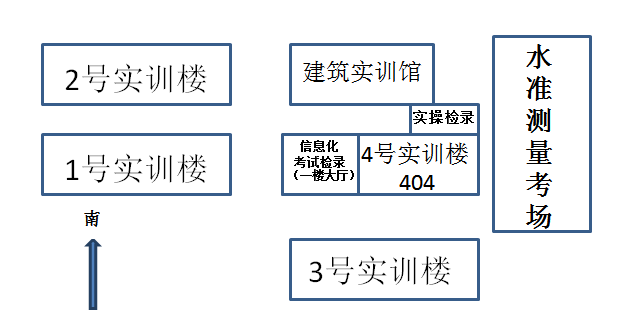 2号实训楼
建筑实训馆
水准测量考场
实操检录
1号实训楼
信息化
考试检录
（一楼大厅）
4号实训楼
404
南
3号实训楼